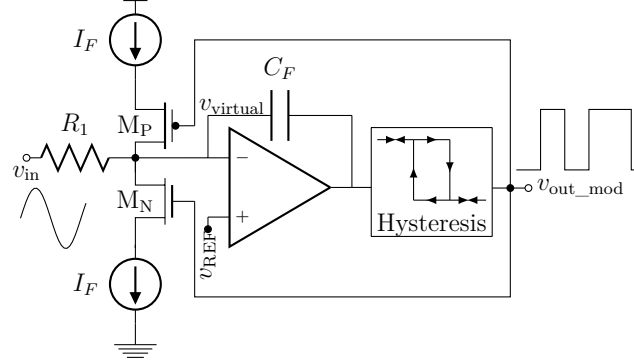 I_F
C_F
v_virtual
M_P
R_1
v_in
−
M_N
+
v_REF
Hysteresis
v_out_mod
I_F